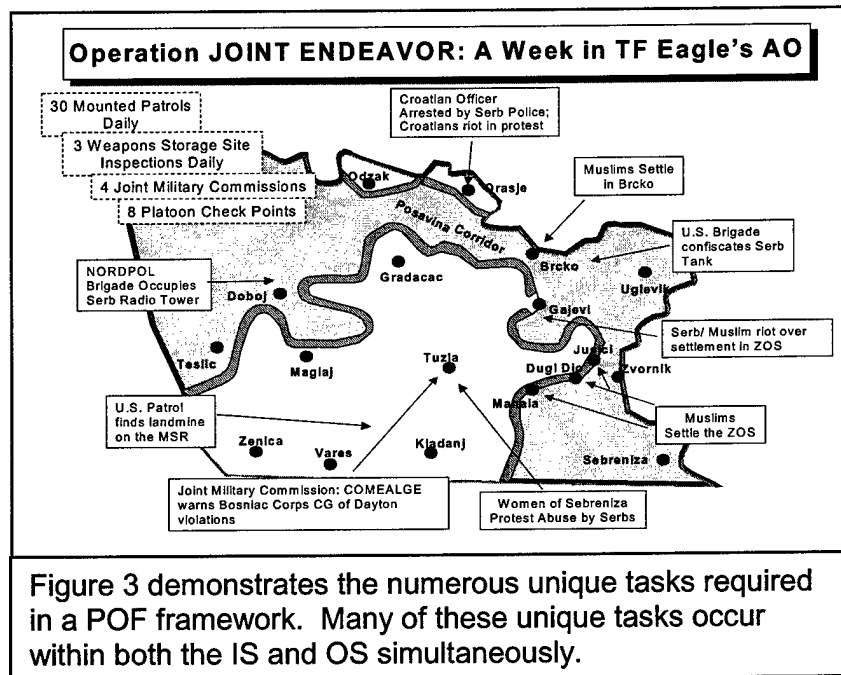 Operation JOINT ENDEAVOR: A Week in TF Eagle's AO
30 Mounted Patrols
Daily
3 Weapons Storage Site
Inspections Daily
4 Joint Military Commissions
8 Platoon Check Points
Croatian Officer
Arrested by Serb Police;
Croatians riot in protest
Muslims Settle
in Brcko
U.S. Brigade
confiscates Serb
Tank
Odzak
Orasje
Posavina Corridor
NORDPOL
Brigade Occupies
Serb Radio Tower
Doboj
Gradacac
Brcko
Uglevik
Gajevi
Serb/ Muslim riot over
settlement in ZOS
Teslic
Maglaj
Tuzla
Jusici
Dugi Dio
Zvornik
Mahala
U.S. Patrol
finds landmine
on the MSR
Muslims
Settle the ZOS
Zenica
Vares
Kladanj
Sebreniza
Joint Military Commission: COMEALGE
warns Bosniac Corps CG of Dayton
violations
Women of Sebreniza
Protest Abuse by Serbs
Figure 3 demonstrates the numerous unique tasks required
in a POF framework.  Many of these unique tasks occur
within both the IS and OS simultaneously.